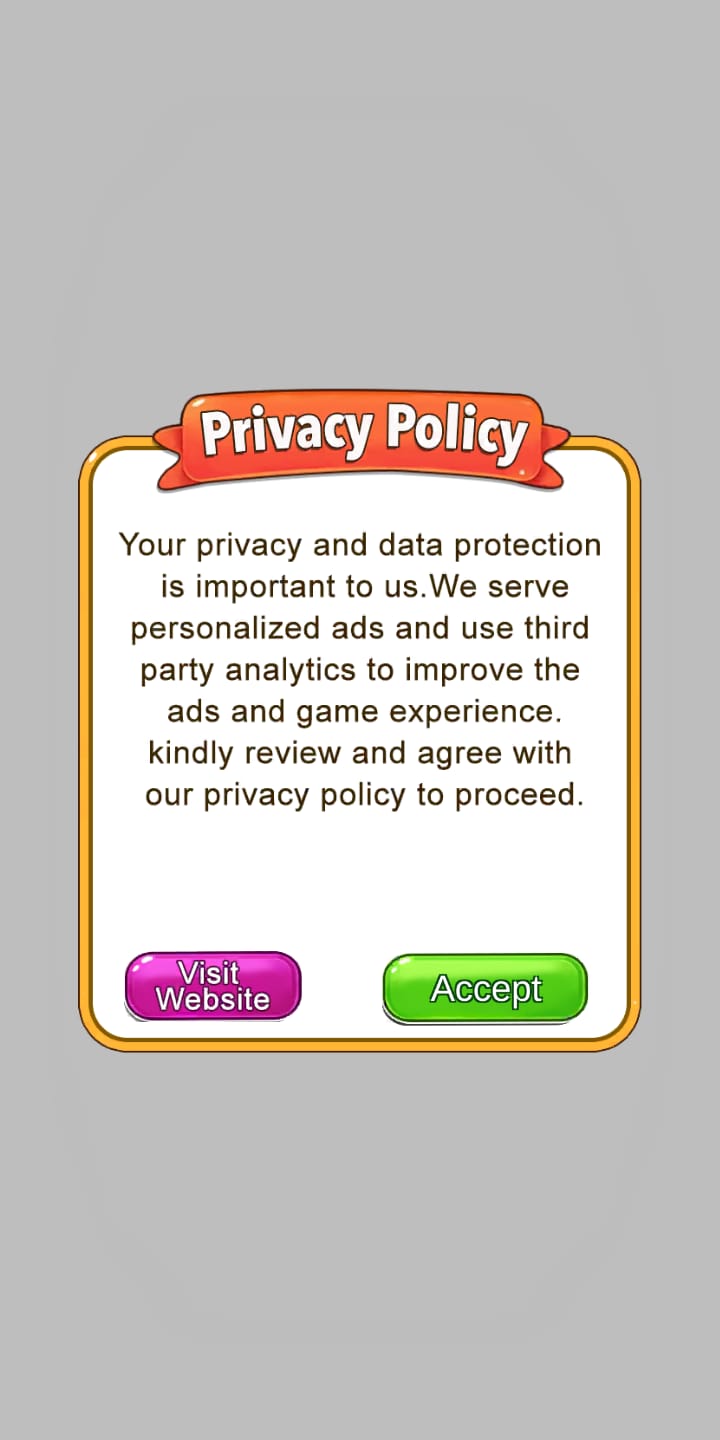 Privacy Policy
Your privacy and data protection
is important to us.We serve
personalized ads and use third
party analytics to improve the
ads and game experience.
kindly review and agree with
our privacy policy to proceed.
Visit
Website
Accept